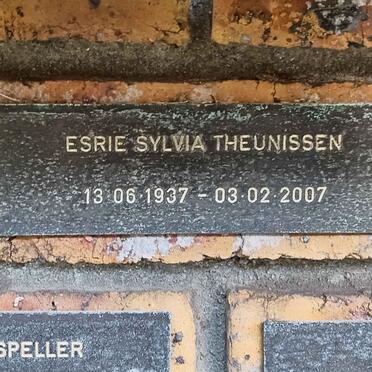 ESRIE SYLVIA THEUNISSEN
13·06·1937 – 03·02·2007
SPELLER